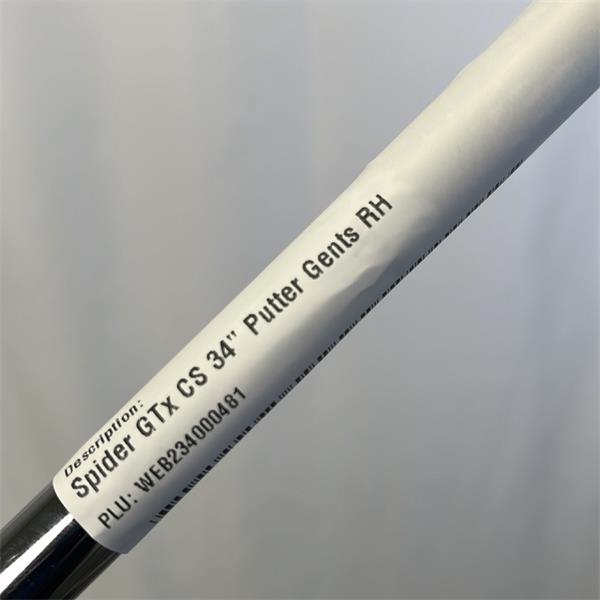 Description:
Spider GTx CS 34" Putter Gents RH
PLU: WEB234000481